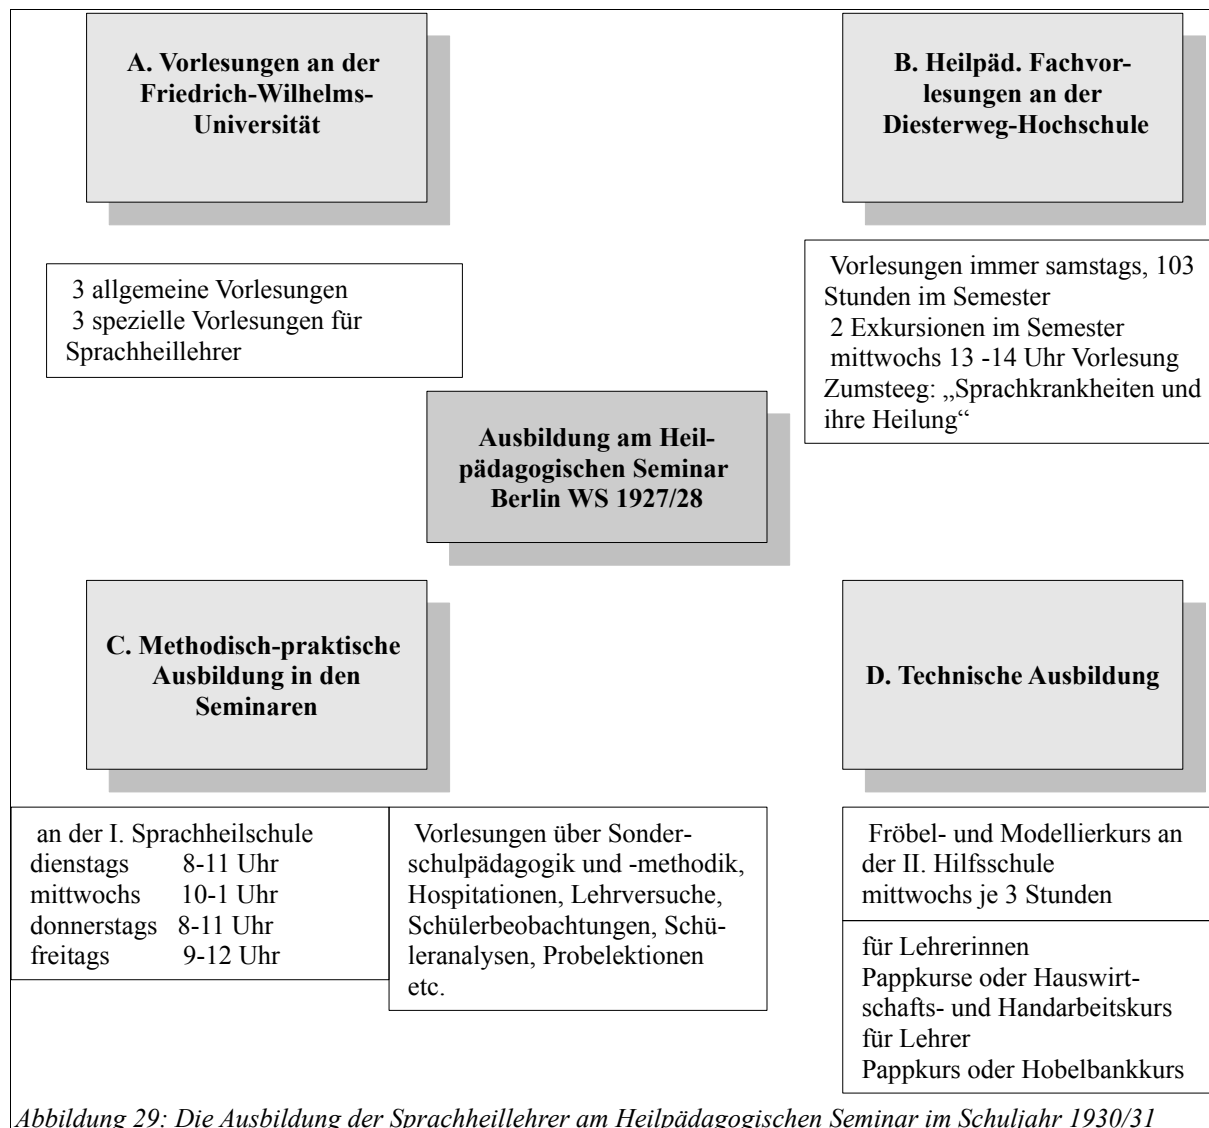 A. Vorlesungen an der
Friedrich-Wilhelms-
Universität
B. Heilpäd. Fachvor-
lesungen an der
Diesterweg-Hochschule
3 allgemeine Vorlesungen
3 spezielle Vorlesungen für
Sprachheillehrer
Vorlesungen immer samstags, 103
Stunden im Semester
2 Exkursionen im Semester
mittwochs 13 -14 Uhr Vorlesung
Zumsteeg: „Sprachkrankheiten und
ihre Heilung“
Ausbildung am Heil-
pädagogischen Seminar
Berlin WS 1927/28
C. Methodisch-praktische
Ausbildung in den
Seminaren
D. Technische Ausbildung
an der I. Sprachheilschule
dienstags 8-11 Uhr
mittwochs 10-1 Uhr
donnerstags 8-11 Uhr
freitags 9-12 Uhr
Vorlesungen über Sonder-
schulpädagogik und -methodik,
Hospitationen, Lehrversuche,
Schülerbeobachtungen, Schü-
leranalysen, Probelektionen
etc.
Fröbel- und Modellierkurs an
der II. Hilfsschule
mittwochs je 3 Stunden
für Lehrerinnen
Pappkurse oder Hauswirt-
schafts- und Handarbeitskurs
für Lehrer
Pappkurs oder Hobelbankkurs
Abbildung 29: Die Ausbildung der Sprachheillehrer am Heilpädagogischen Seminar im Schuljahr 1930/31